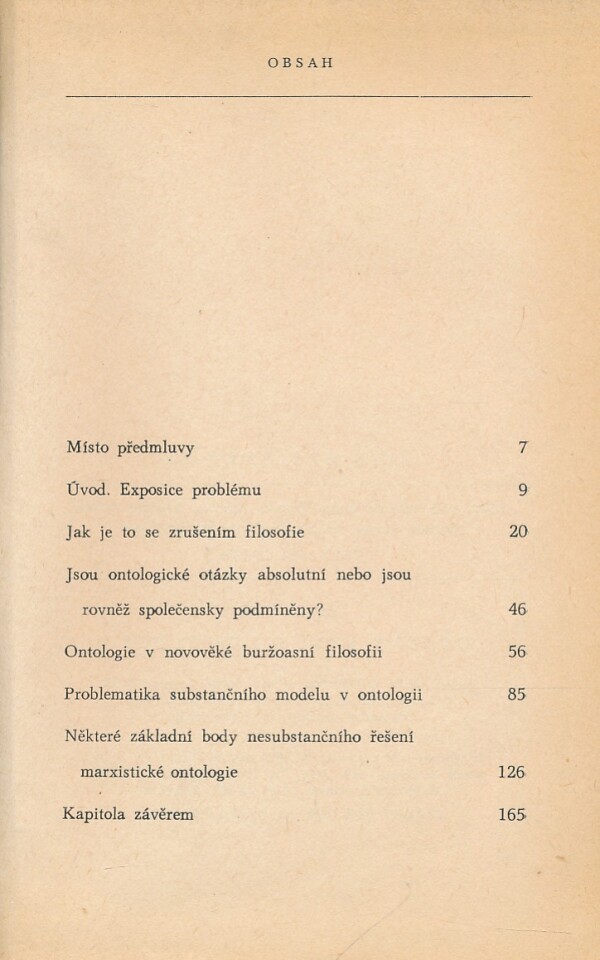 OBSAH
Místo předmluvy 7
Úvod. Exposice problému 9
Jak je to se zrušením filosofie 20
Jsou ontologické otázky absolutní nebo jsou
rovněž společensky podmíněny? 46
Ontologie v novověké buržoasní filosofii 56
Problematika substančního modelu v ontologii 85
Některé základní body nesubstančního řešení
marxistické ontologie 126
Kapitola závěrem 165